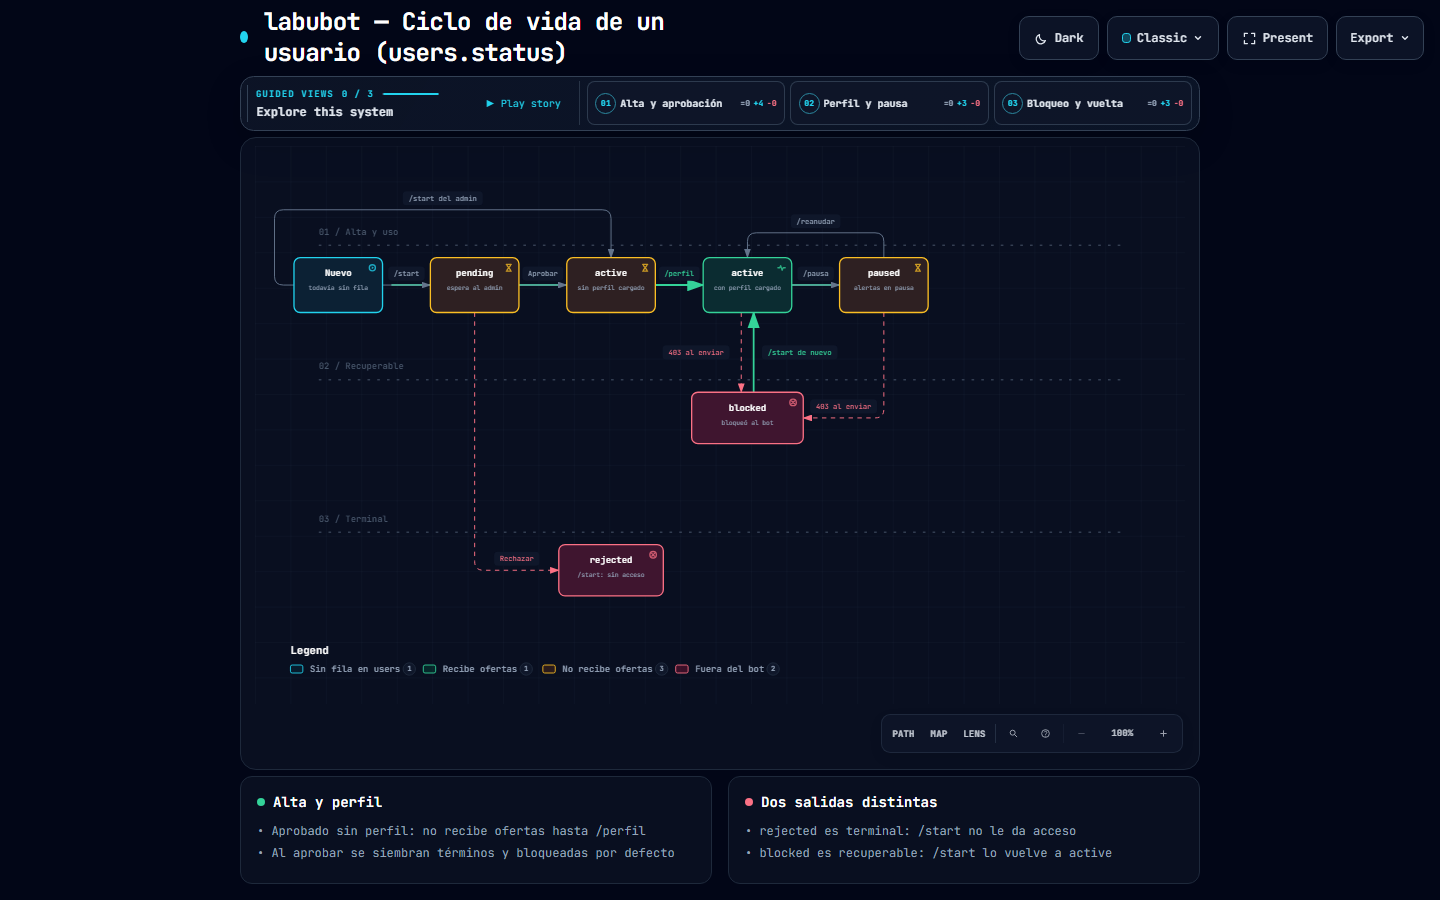 labubot — Ciclo de vida de un
usuario (users.status)
Dark
Classic
Present
Export
GUIDED VIEWS 0 / 3
Explore this system
Play story
01 Alta y aprobación =0 +4 -0
02 Perfil y pausa =0 +3 -0
03 Bloqueo y vuelta =0 +3 -0
/start del admin
/reanudar
01 / Alta y uso
Nuevo
todavía sin fila
/start
pending
espera al admin
Aprobar
active
sin perfil cargado
/perfil
active
con perfil cargado
/pausa
paused
alertas en pausa
403 al enviar
/start de nuevo
02 / Recuperable
blocked
bloqueó al bot
403 al enviar
03 / Terminal
Rechazar
rejected
/start: sin acceso
Legend
Sin fila en users 1
Recibe ofertas 1
No recibe ofertas 3
Fuera del bot 2
PATH MAP LENS
100%
Alta y perfil
• Aprobado sin perfil: no recibe ofertas hasta /perfil
• Al aprobar se siembran términos y bloqueadas por defecto
Dos salidas distintas
• rejected es terminal: /start no le da acceso
• blocked es recuperable: /start lo vuelve a active